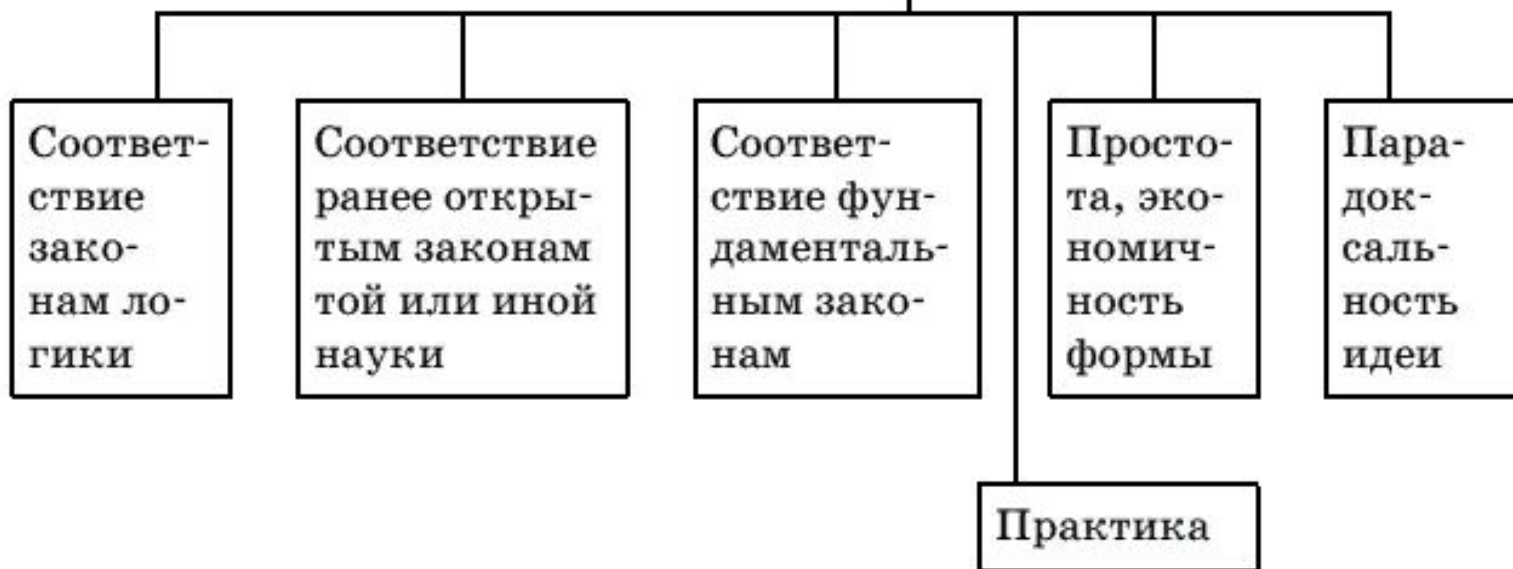 Соответ-
ствие
зако-
нам ло-
гики
Соответствие
ранее откры-
тым законам
той или иной
науки
Соответ-
ствие фун-
даменталь-
ным зако-
нам
Просто-
та, эко-
номич-
ность
формы
Пара-
док-
саль-
ность
идеи
Практика